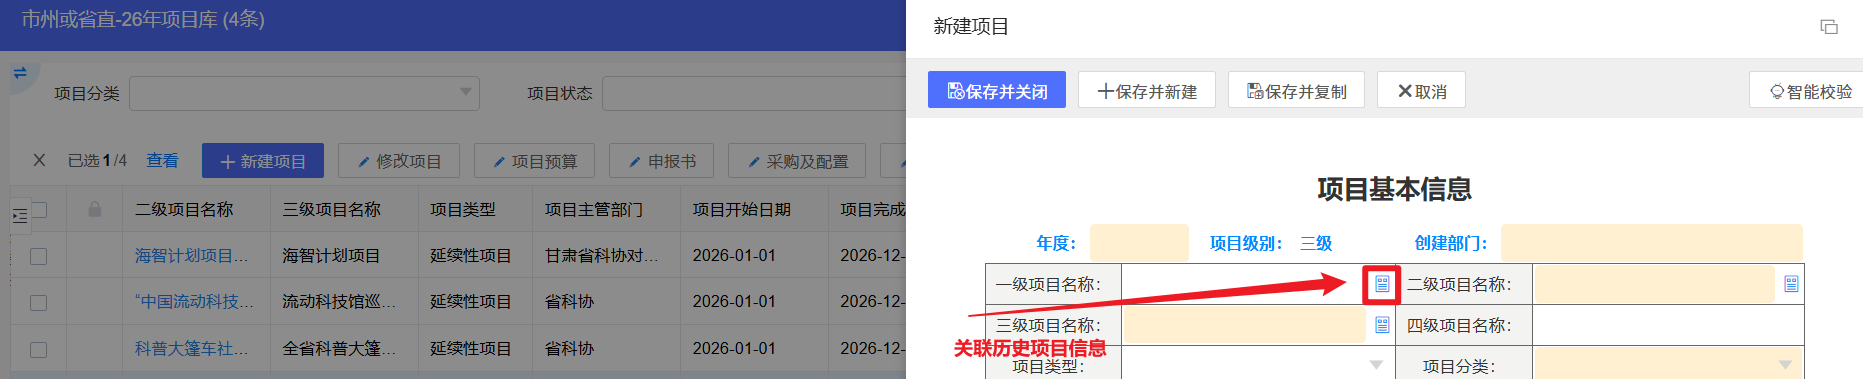 市州或省直-26年项目库 (4条)
项目分类
项目状态
已选1/4 查看
新建项目
修改项目
项目预算
申报书
采购及配置
二级项目名称 三级项目名称 项目类型 项目主管部门 项目开始日期 项目完成
海智计划项目... 海智计划项目 延续性项目 甘肃省科协对... 2026-01-01 2026-12-
“中国流动科技... 流动科技馆巡... 延续性项目 省科协 2026-01-01 2026-12-
科普大篷车社... 全省科普大篷... 延续性项目 省科协 2026-01-01 2026-12-
新建项目
保存并关闭
保存并新建
保存并复制
取消
智能校验
项目基本信息
年度： 项目级别： 三级 创建部门：
一级项目名称： 二级项目名称：
三级项目名称： 四级项目名称：
关联历史项目信息
项目类型： 项目分类：